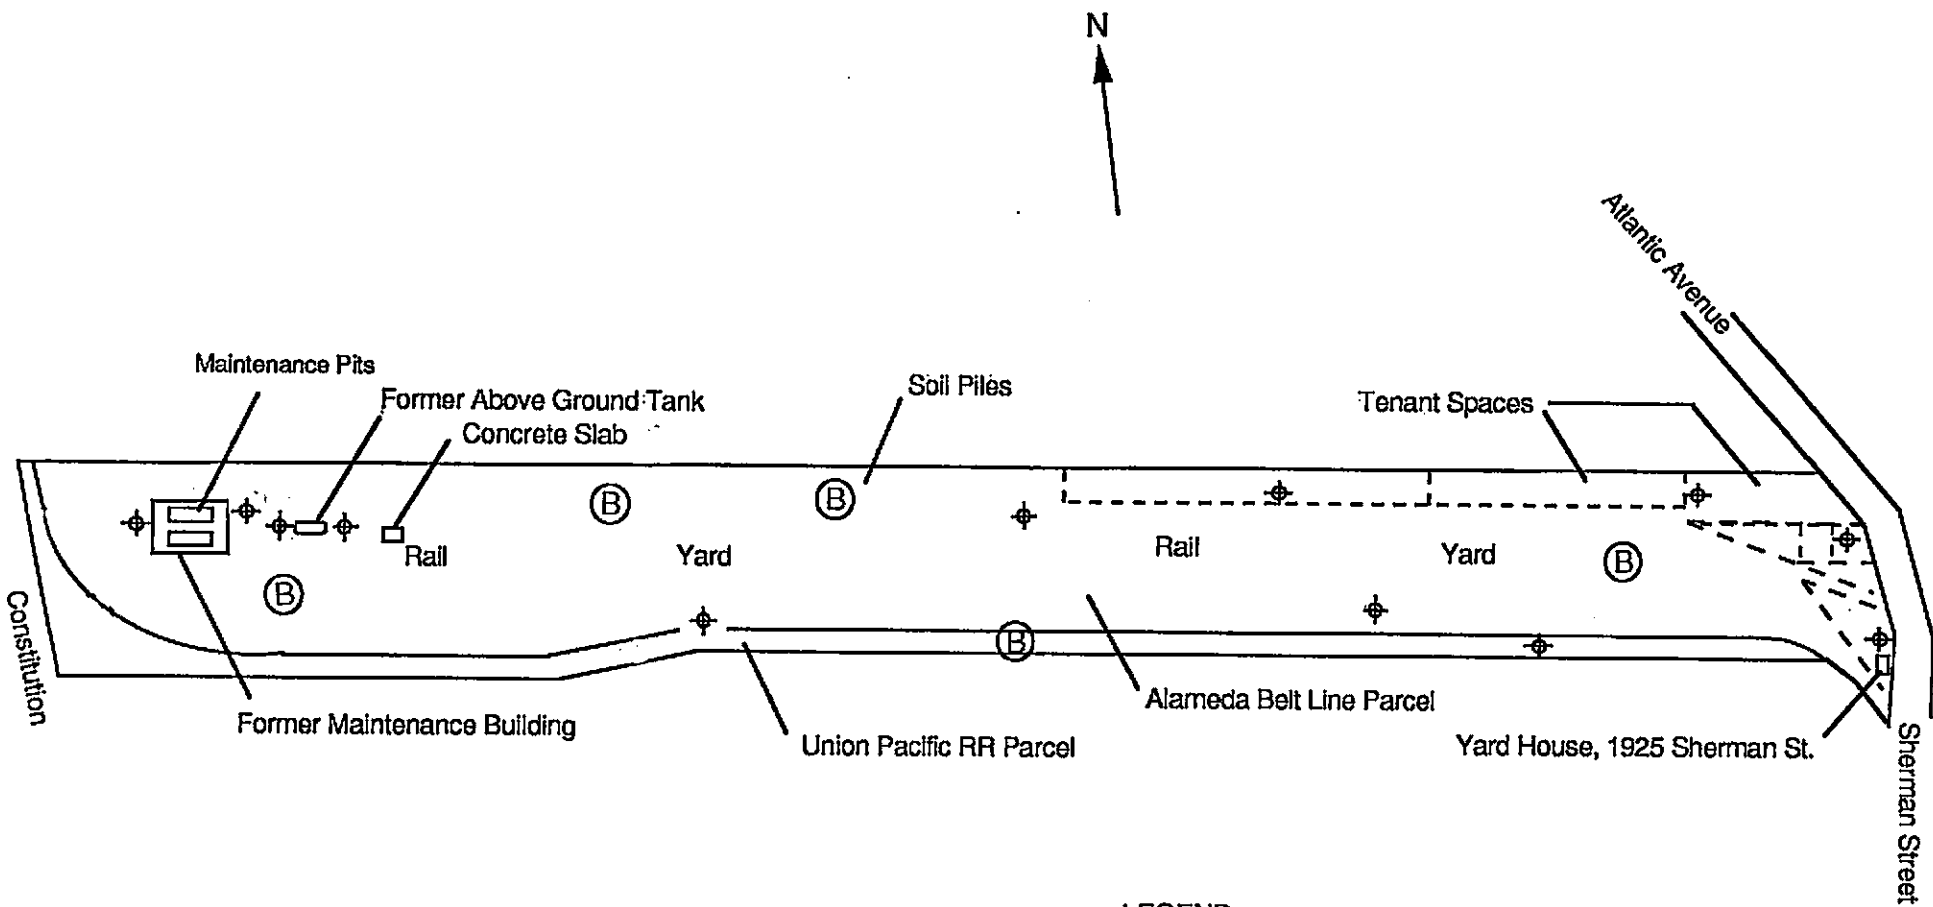 N
Atlantic Avenue
Maintenance Pits
Former Above Ground Tank
Concrete Slab
Soil Piles
Tenant Spaces
B
B
Rail
Yard
Rail
Yard
B
B
B
Constitution
Former Maintenance Building
Union Pacific RR Parcel
Alameda Belt Line Parcel
Yard House, 1925 Sherman St.
Sherman Street